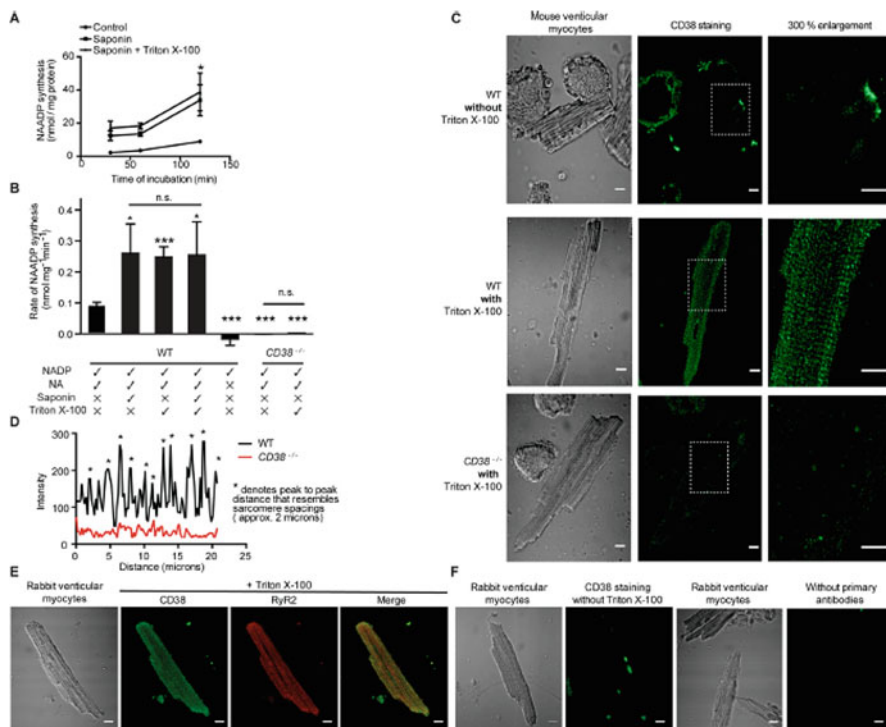 A
Control
Saponin
Saponin + Triton X-100
NAADP synthesis
(nmol / mg protein)
60
40
20
0
*
0
50
100
150
Time of incubation (min)
B
n.s.
*
***
*
n.s.
***
***
***
Rate of NAADP synthesis
(nmol mg⁻¹min⁻¹)
0.4
0.3
0.2
0.1
0.0
WT
CD38 -/-
NADP ✓ ✓ ✓ ✓ ✓ ✓ ✓
NA ✓ ✓ ✓ ✓ × ✓ ✓
Saponin × ✓ × ✓ × × ×
Triton X-100 × × ✓ ✓ × × ✓
D
300
200
100
0
Intensity
WT
CD38 -/-
* denotes peak to peak
distance that resembles
sarcomere spacings
( approx. 2 microns)
0
5
10
15
20
25
Distance (microns)
C
Mouse verticular
myocytes
CD38 staining
300 % enlargement
WT
without
Triton X-100
WT
with
Triton X-100
CD38 -/-
with
Triton X-100
E
Rabbit verticular
myocytes
+ Triton X-100
CD38
RyR2
Merge
F
Rabbit verticular
myocytes
CD38 staining
without Triton X-100
Rabbit verticular
myocytes
Without primary
antibodies